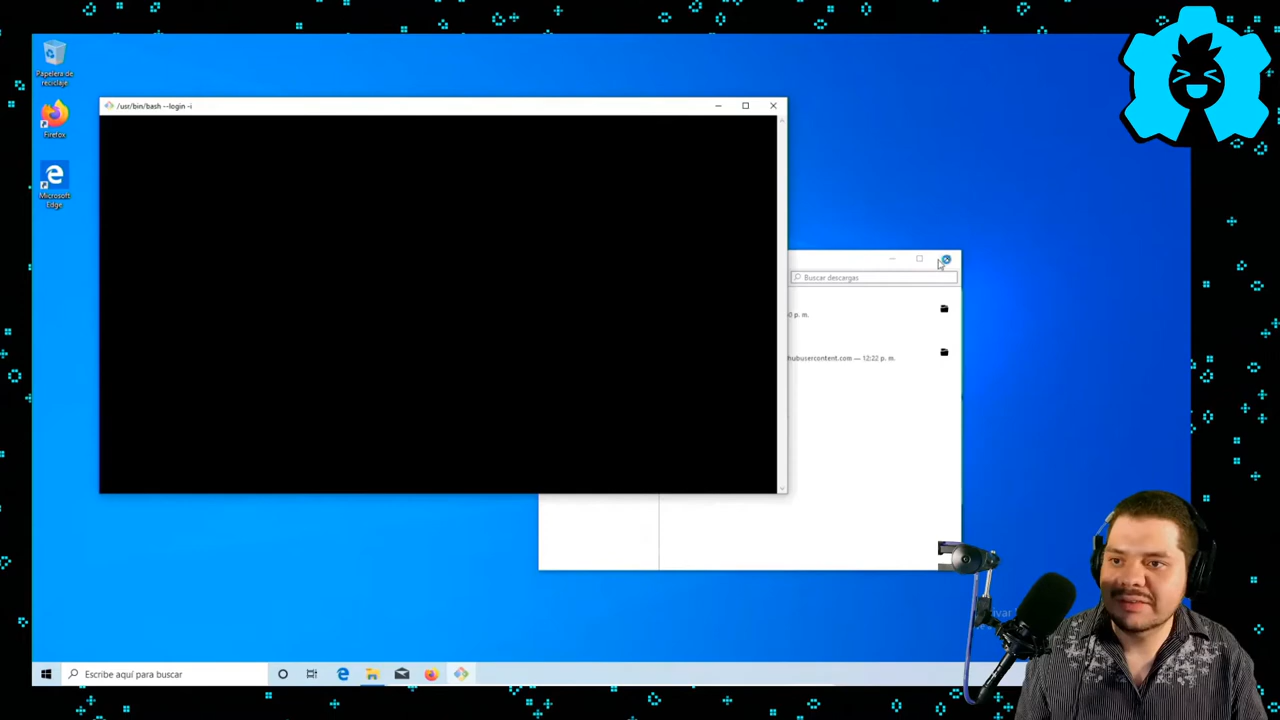 Papelera de
reciclaje
Firefox
Microsoft
Edge
/usr/bin/bash --login -i
Buscar descargas
p. m.
hubusercontent.com — 12:22 p. m.
Escribe aquí para buscar